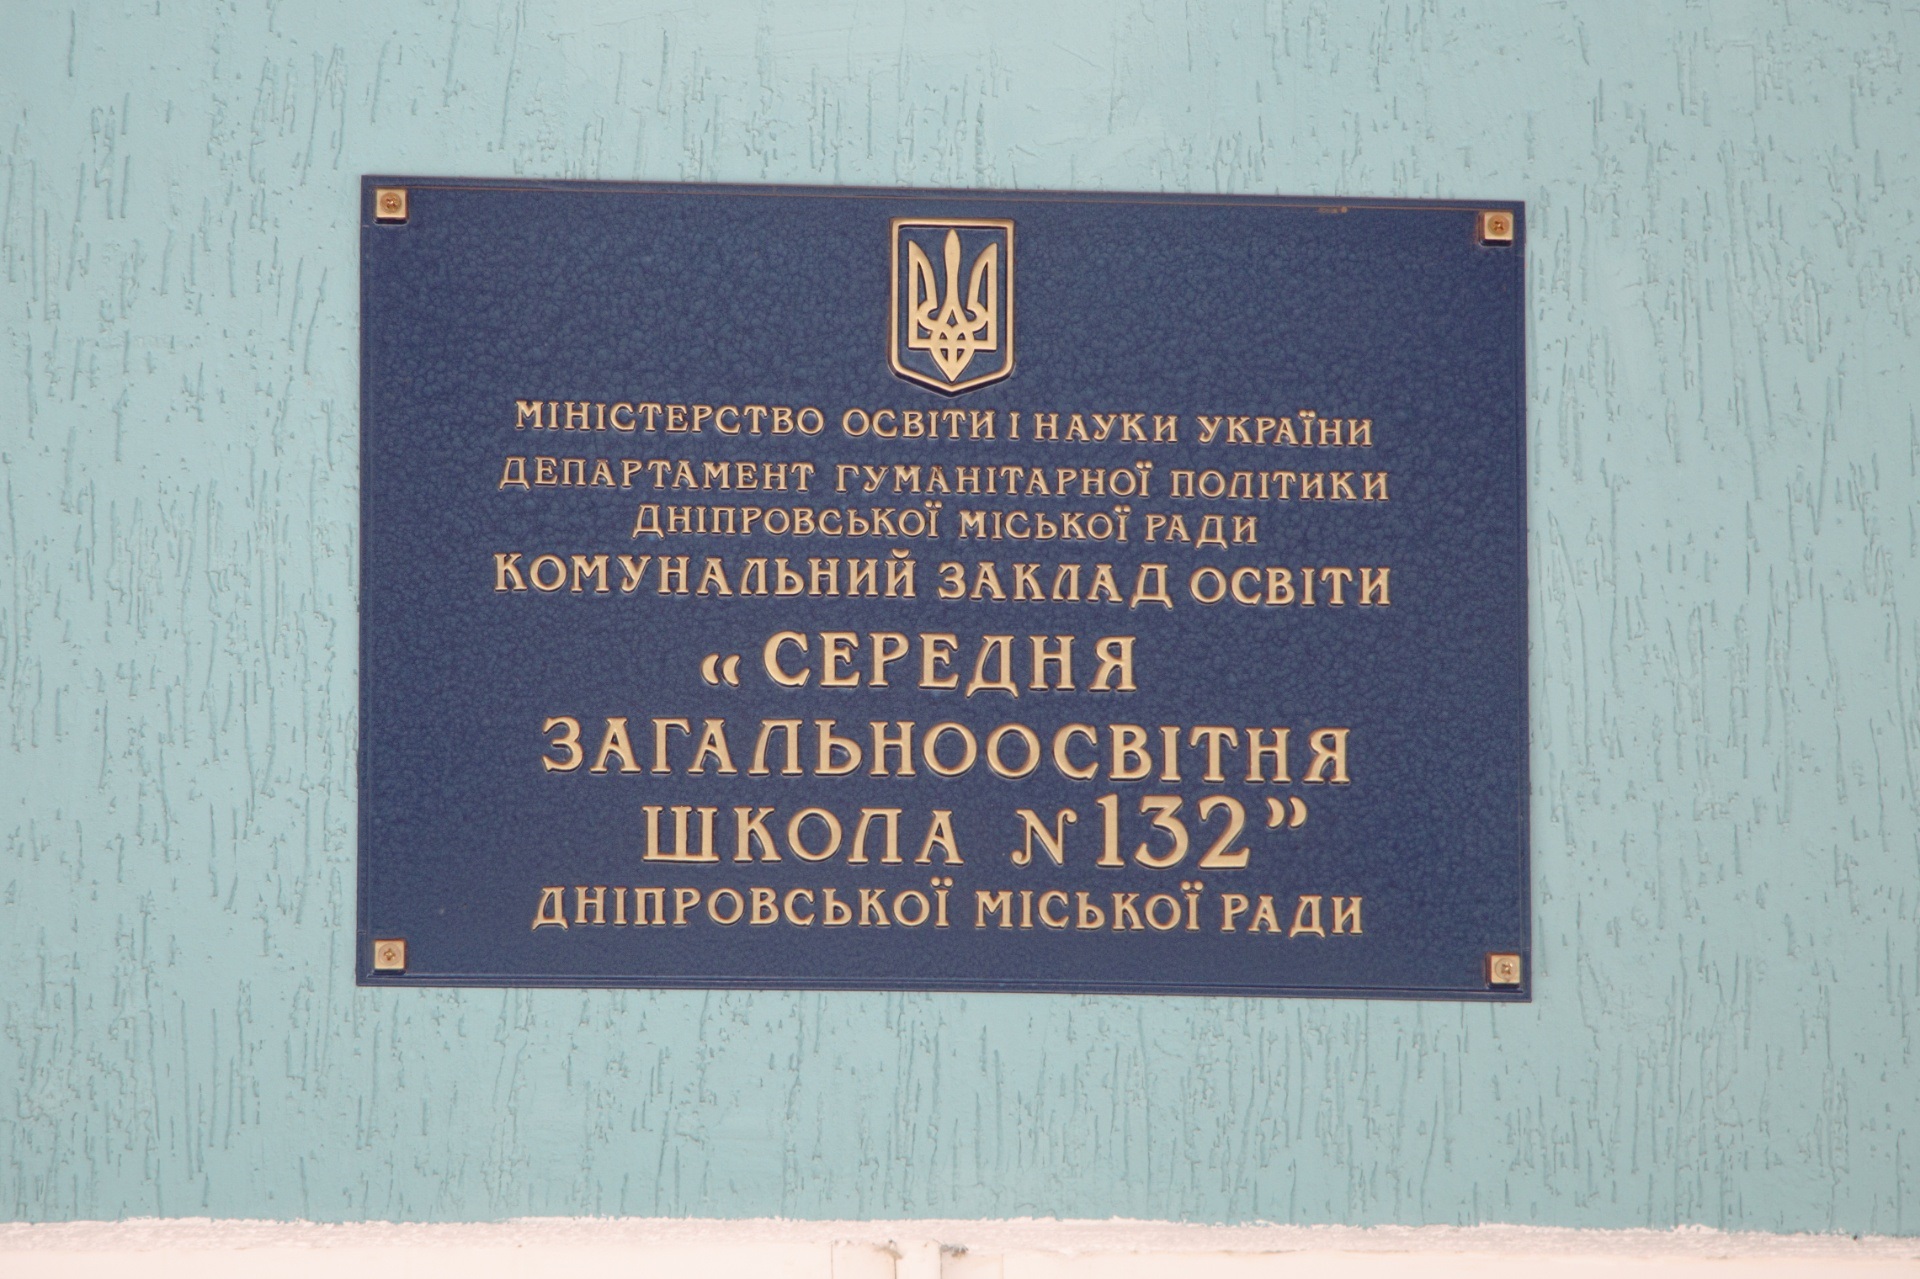 МІНІСТЕРСТВО ОСВІТИ І НАУКИ УКРАЇНИ
ДЕПАРТАМЕНТ ГУМАНІТАРНОЇ ПОЛІТИКИ
ДНІПРОВСЬКОЇ МІСЬКОЇ РАДИ
КОМУНАЛЬНИЙ ЗАКЛАД ОСВІТИ
“СЕРЕДНЯ
ЗАГАЛЬНООСВІТНЯ
ШКОЛА N132”
ДНІПРОВСЬКОЇ МІСЬКОЇ РАДИ